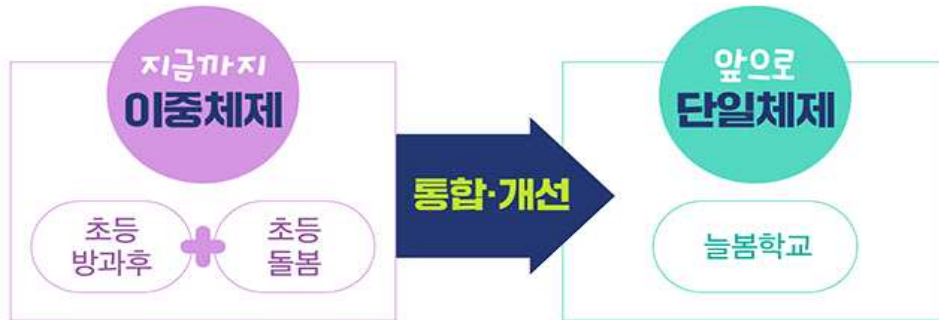 지금까지
이중체제
초등
방과후
초등
돌봄
통합·개선
앞으로
단일체제
늘봄학교